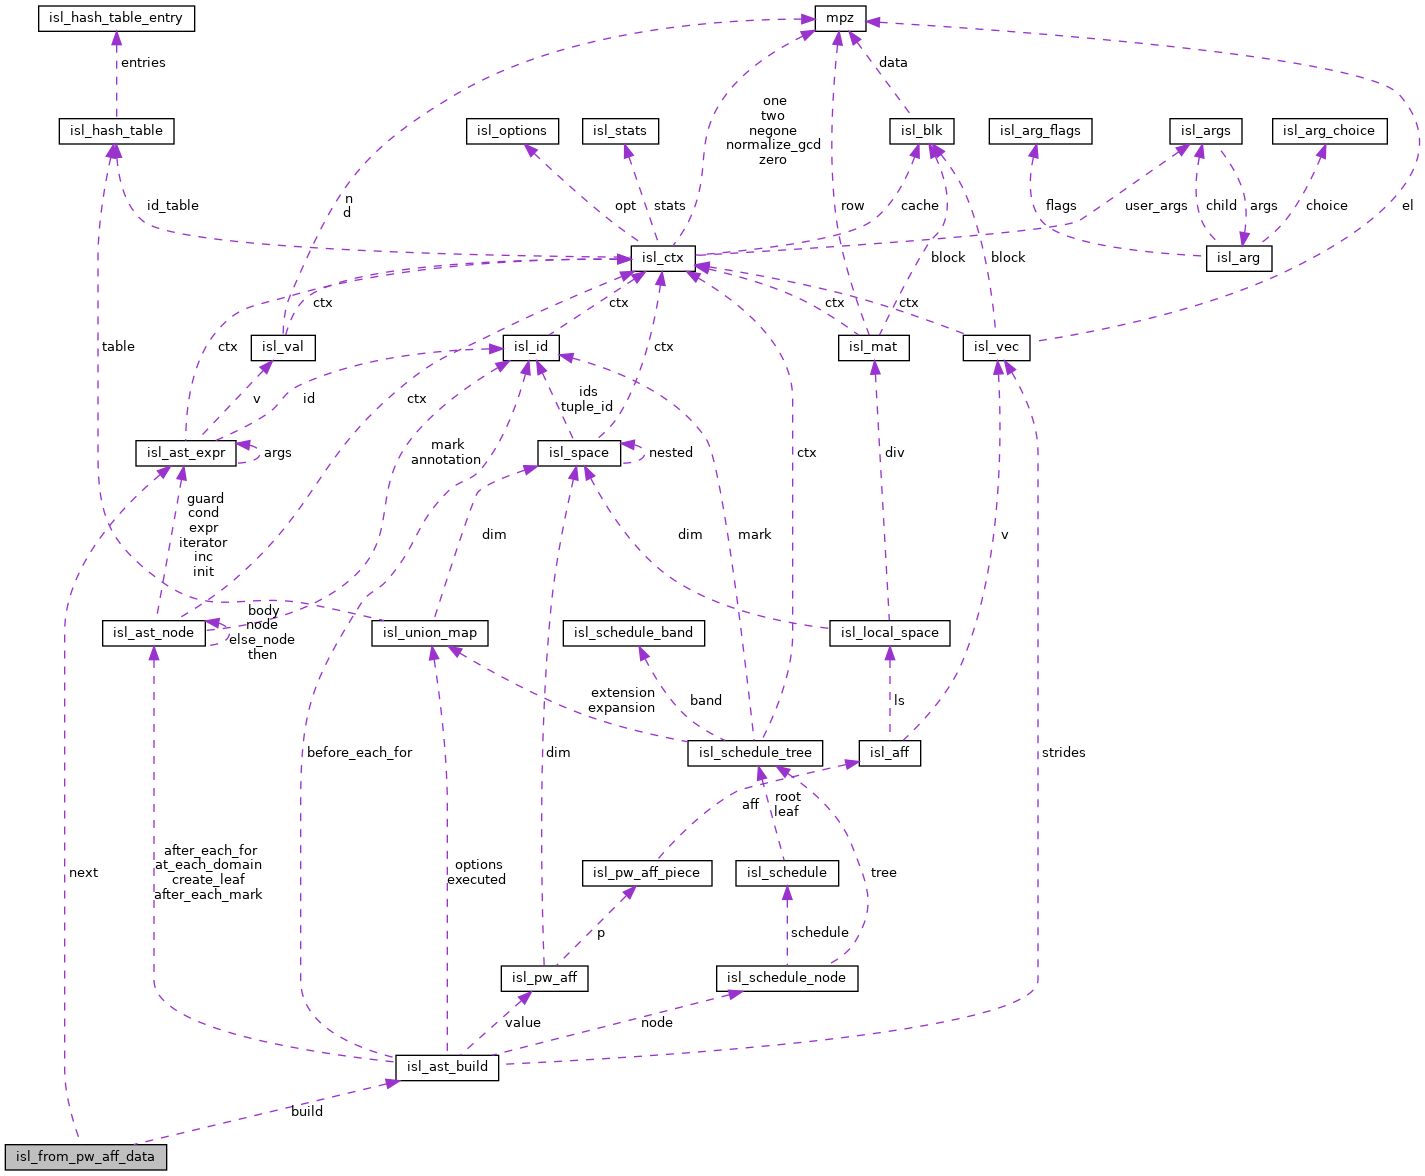 isl_hash_table_entry
mpz
entries
data
one
two
negone
normalize_gcd
zero
isl_hash_table
isl_options
isl_stats
isl_blk
isl_arg_flags
isl_args
isl_arg_choice
n
d
id_table
opt
stats
row
cache
flags
user_args
child
args
choice
el
isl_ctx
block
block
isl_arg
ctx
ctx
ctx
ctx
table
ctx
isl_val
isl_id
ctx
isl_mat
isl_vec
v
id
ctx
ids
tuple_id
mark
annotation
isl_ast_expr
args
isl_space
nested
ctx
div
guard
cond
expr
iterator
inc
init
dim
dim
mark
v
body
node
else_node
then
isl_ast_node
isl_union_map
isl_schedule_band
isl_local_space
extension
expansion
band
ls
before_each_for
dim
isl_schedule_tree
isl_aff
strides
aff
root
leaf
after_each_for
at_each_domain
create_leaf
after_each_mark
next
options
executed
isl_pw_aff_piece
isl_schedule
tree
p
schedule
isl_pw_aff
isl_schedule_node
value
node
isl_ast_build
build
isl_from_pw_aff_data